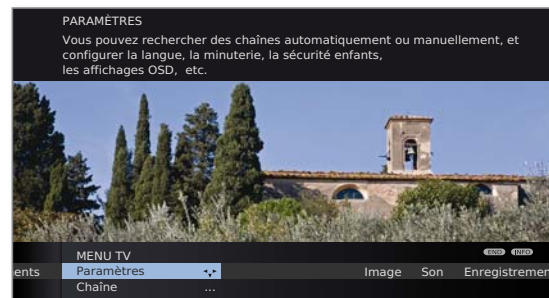 PARAMÈTRES
Vous pouvez rechercher des chaînes automatiquement ou manuellement, et
configurer la langue, la minuterie, la sécurité enfants,
les affichages OSD, etc.
MENU TV
END INFO
ents Paramètres Image Son Enregistremen
Chaîne ...